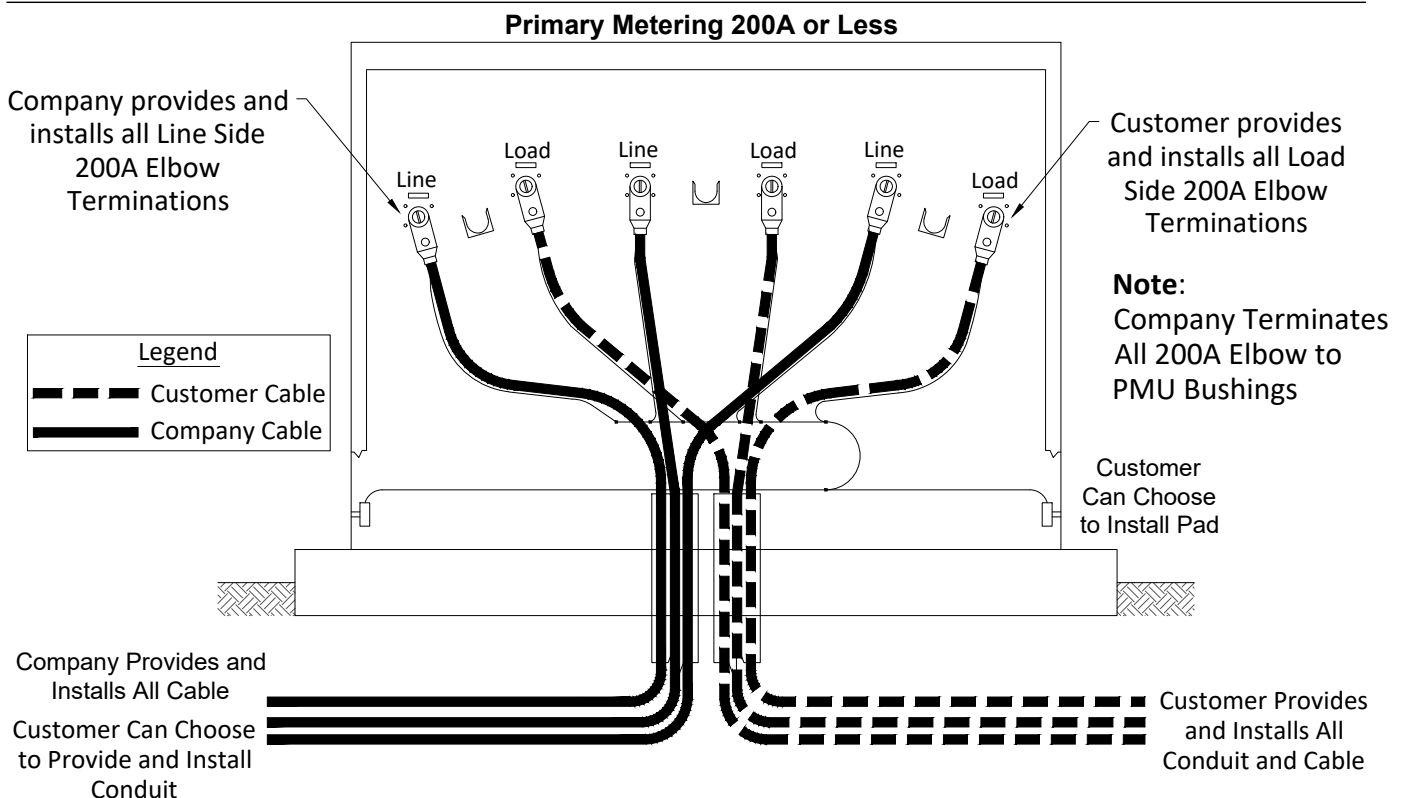 Primary Metering 200A or Less
Company provides and
installs all Line Side
200A Elbow
Terminations
Line
Load
Line
Load
Line
Load
Customer provides
and installs all Load
Side 200A Elbow
Terminations
Note:
Company Terminates
All 200A Elbow to
PMU Bushings
Legend
Customer Cable
Company Cable
Customer
Can Choose
to Install Pad
Company Provides and
Installs All Cable
Customer Can Choose
to Provide and Install
Conduit
Customer Provides
and Installs All
Conduit and Cable